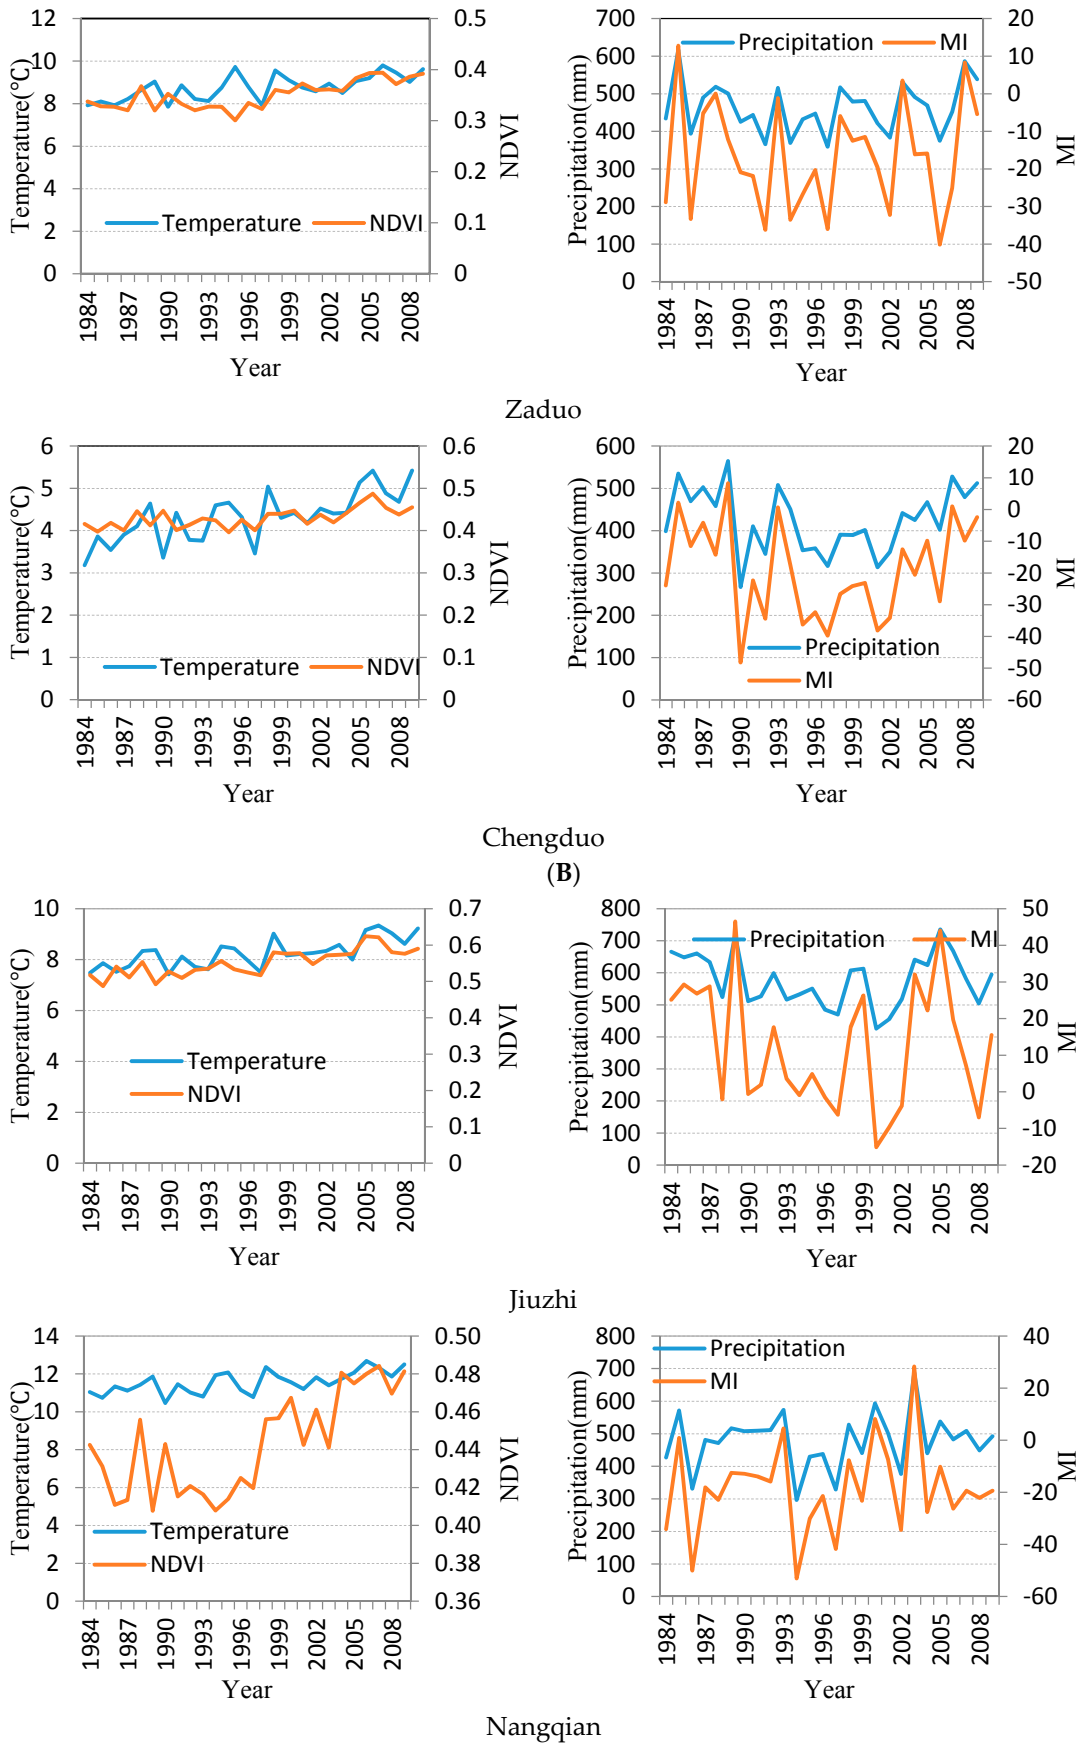 12
10
8
6
4
2
0
Temperature(°C)
0.5
0.4
0.3
0.2
0.1
0
NDVI
Temperature NDVI
1984 1987 1990 1993 1996 1999 2002 2005 2008
Year
700
600
500
400
300
200
100
0
Precipitation(mm)
20
10
0
-10
-20
-30
-40
-50
MI
Precipitation MI
1984 1987 1990 1993 1996 1999 2002 2005 2008
Year
Zaduo
6
5
4
3
2
1
0
Temperature(°C)
0.6
0.5
0.4
0.3
0.2
0.1
0
NDVI
Temperature NDVI
1984 1987 1990 1993 1996 1999 2002 2005 2008
Year
600
500
400
300
200
100
0
Precipitation(mm)
20
10
0
-10
-20
-30
-40
-50
-60
MI
Precipitation
MI
1984 1987 1990 1993 1996 1999 2002 2005 2008
Year
Chengduo
(B)
10
8
6
4
2
0
Temperature(°C)
0.7
0.6
0.5
0.4
0.3
0.2
0.1
0
NDVI
Temperature
NDVI
1984 1987 1990 1993 1996 1999 2002 2005 2008
Year
800
700
600
500
400
300
200
100
0
Precipitation(mm)
50
40
30
20
10
0
-10
-20
MI
Precipitation MI
1984 1987 1990 1993 1996 1999 2002 2005 2008
Year
Jiuzhi
14
12
10
8
6
4
2
0
Temperature(°C)
0.50
0.48
0.46
0.44
0.42
0.40
0.38
0.36
NDVI
Temperature
NDVI
1984 1987 1990 1993 1996 1999 2002 2005 2008
Year
800
700
600
500
400
300
200
100
0
Precipitation(mm)
40
20
0
-20
-40
-60
MI
Precipitation
MI
1984 1987 1990 1993 1996 1999 2002 2005 2008
Year
Nangqian